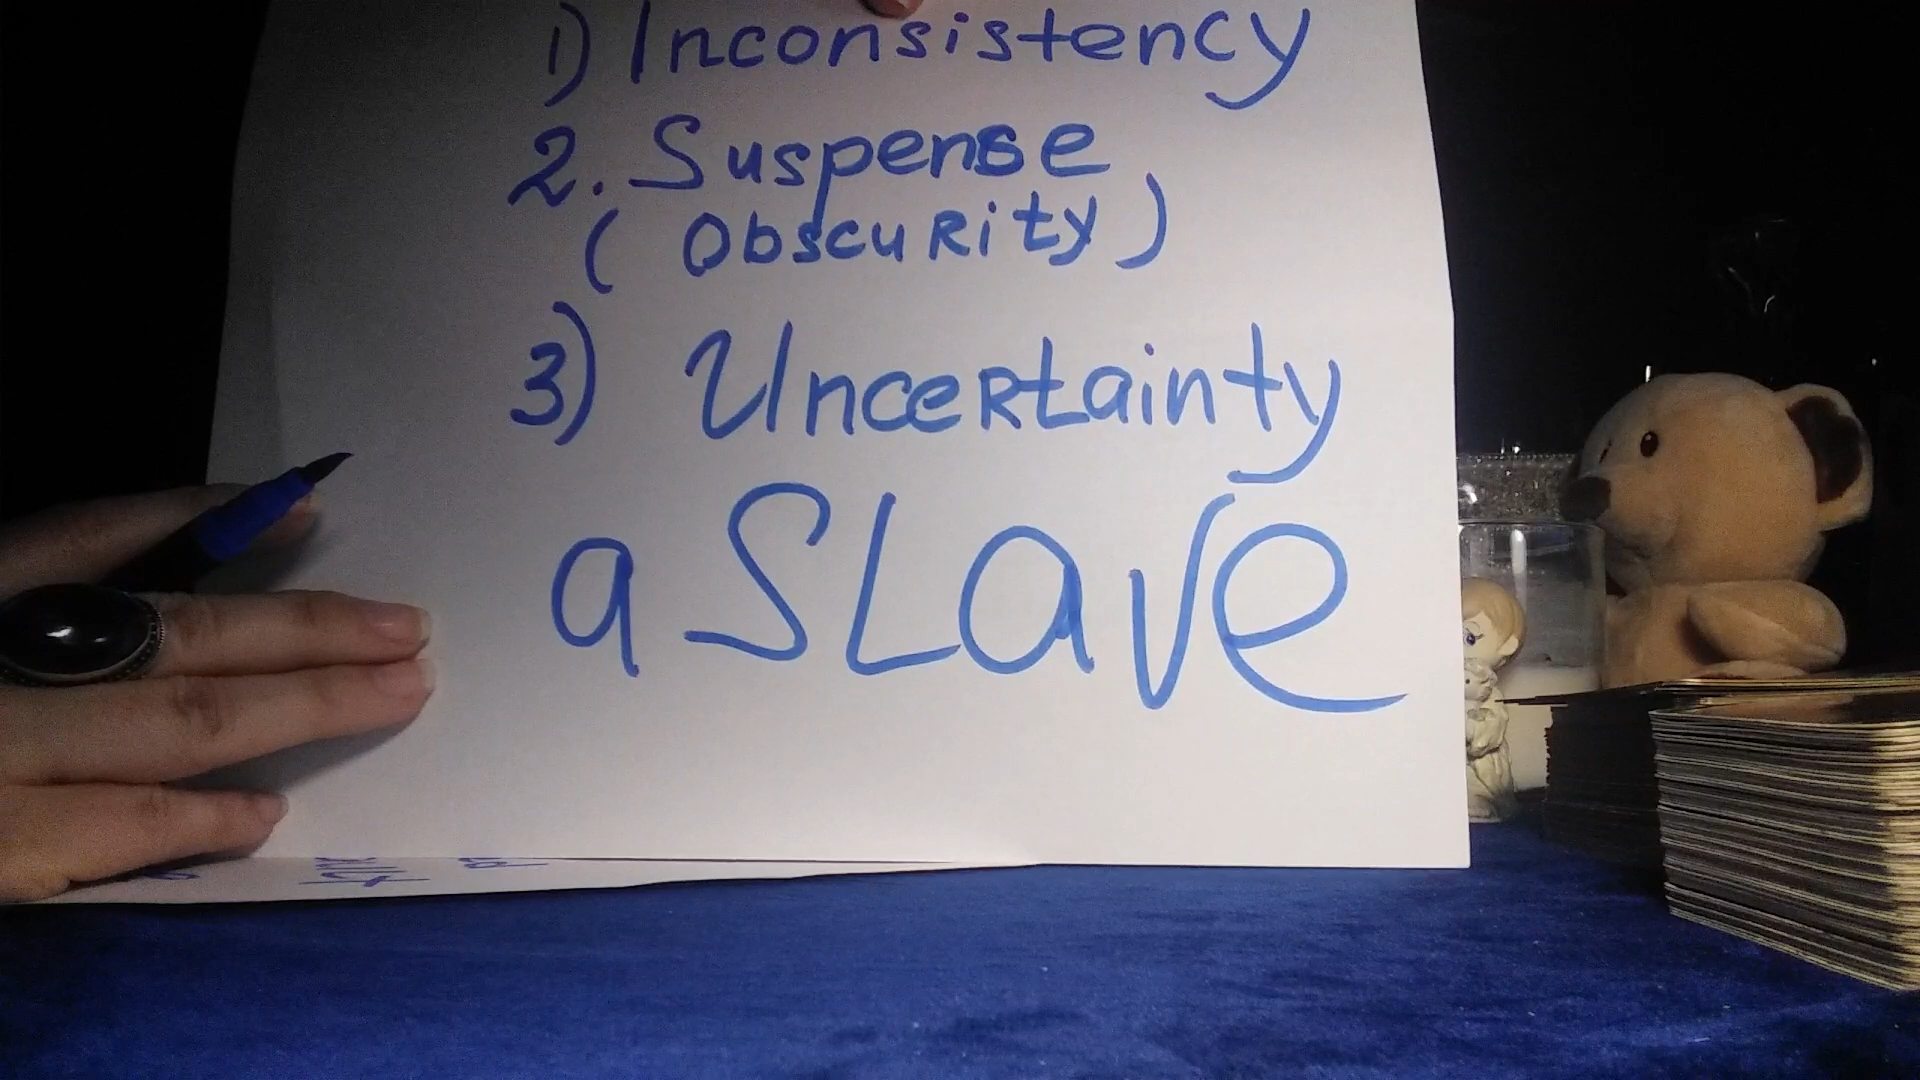 1) Inconsistency
2. Suspense
(Obscurity)
3) Uncertainty
a Slave